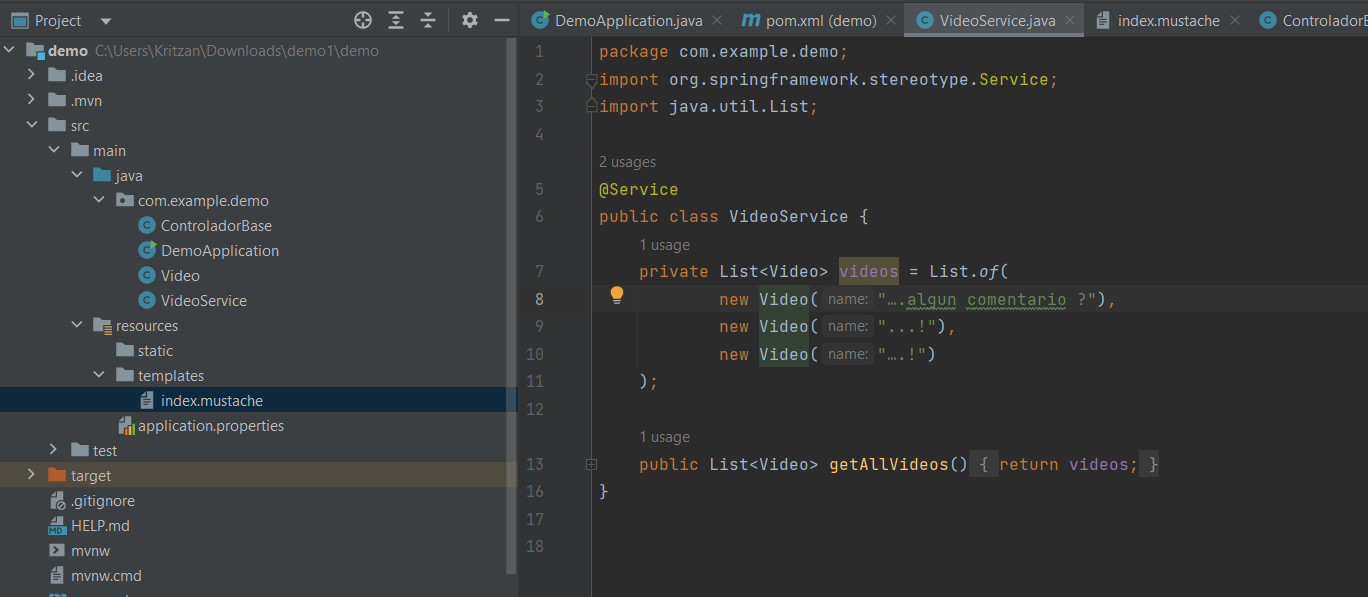 Project
demo C:\Users\Kritzan\Downloads\demo1\demo
.idea
.mvn
src
main
java
com.example.demo
ControladorBase
DemoApplication
Video
VideoService
resources
static
templates
index.mustache
application.properties
test
target
.gitignore
HELP.md
mvnw
mvnw.cmd
DemoApplication.java
pom.xml (demo)
VideoService.java
index.mustache
ControladorB
1 package com.example.demo;
2 import org.springframework.stereotype.Service;
3 import java.util.List;
4
2 usages
5 @Service
6 public class VideoService {
1 usage
7 private List<Video> videos = List.of(
8 new Video( name: "….algun comentario ?"),
9 new Video( name: "...!"),
10 new Video( name: "….!")
11 );
12
1 usage
13 public List<Video> getAllVideos() { return videos; }
16 }
17
18